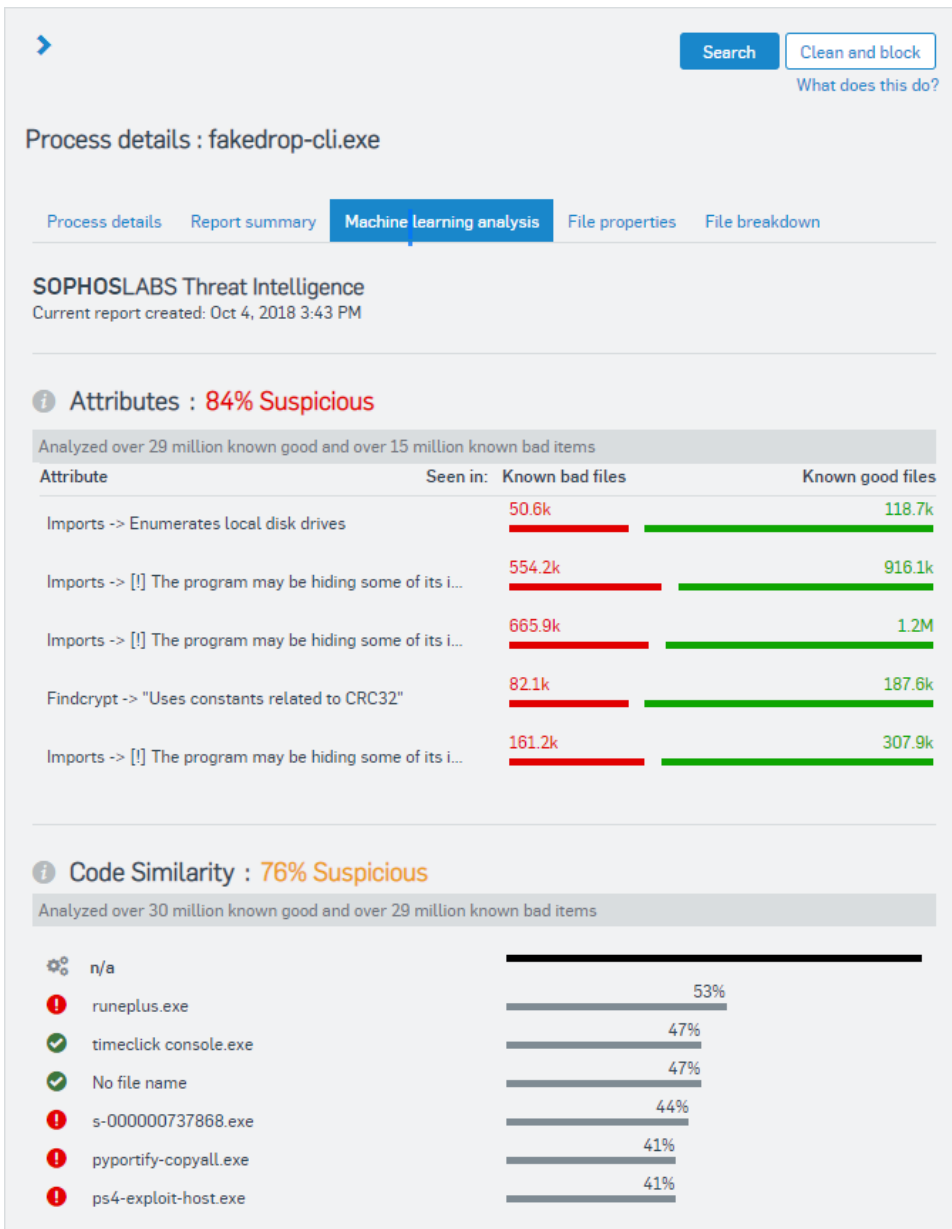 Search
Clean and block
What does this do?
Process details : fakedrop-cli.exe
Process details Report summary Machine learning analysis File properties File breakdown
SOPHOSLABS Threat Intelligence
Current report created: Oct 4, 2018 3:43 PM
Attributes : 84% Suspicious
Analyzed over 29 million known good and over 15 million known bad items
Attribute Seen in: Known bad files Known good files
Imports -> Enumerates local disk drives 50.6k 118.7k
Imports -> [!] The program may be hiding some of its i... 554.2k 916.1k
Imports -> [!] The program may be hiding some of its i... 665.9k 1.2M
Findcrypt -> "Uses constants related to CRC32" 82.1k 187.6k
Imports -> [!] The program may be hiding some of its i... 161.2k 307.9k
Code Similarity : 76% Suspicious
Analyzed over 30 million known good and over 29 million known bad items
n/a
runeplus.exe 53%
timeclick console.exe 47%
No file name 47%
s-000000737868.exe 44%
pyportify-copyall.exe 41%
ps4-exploit-host.exe 41%